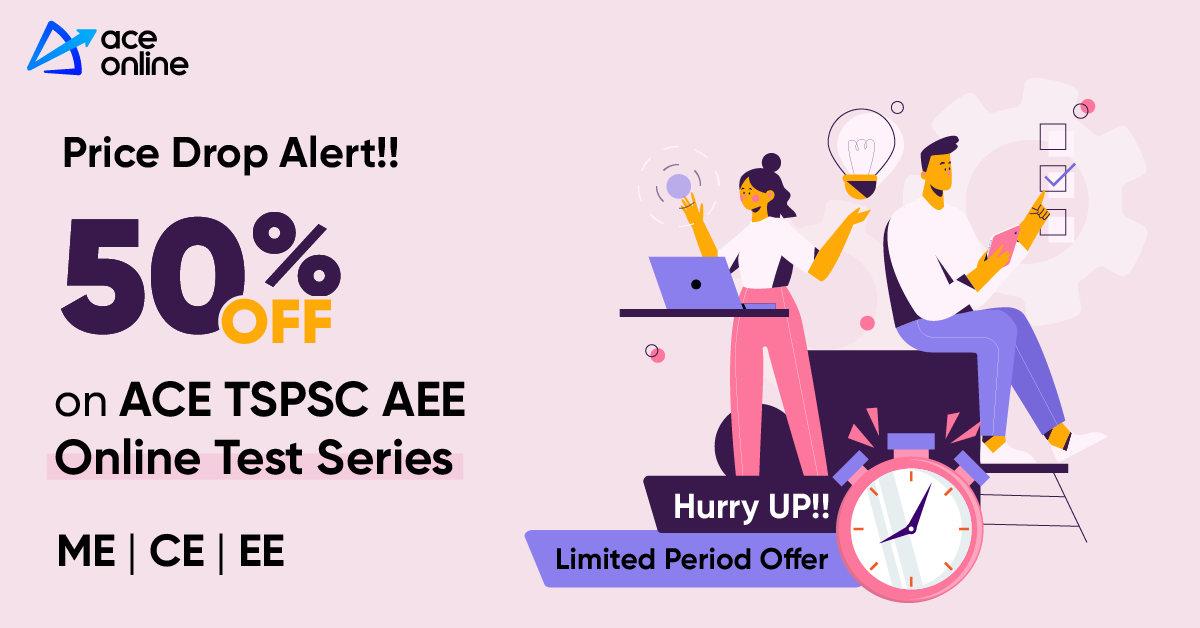 ace
online
Price Drop Alert!!
50%
OFF
on ACE TSPSC AEE
Online Test Series
ME | CE | EE
Hurry UP!!
Limited Period Offer